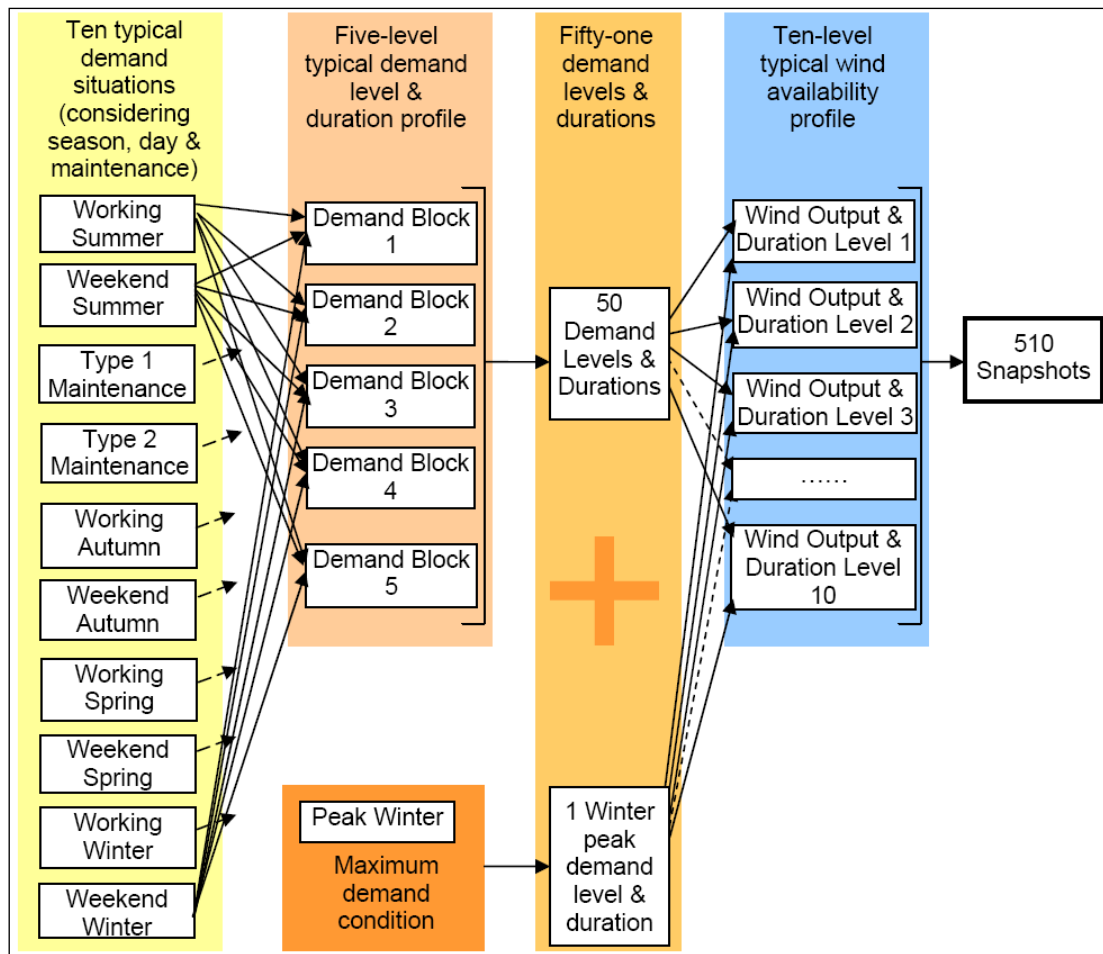 Ten typical
demand
situations
(considering
season, day &
maintenance)
Working
Summer
Weekend
Summer
Type 1
Maintenance
Type 2
Maintenance
Working
Autumn
Weekend
Autumn
Working
Spring
Weekend
Spring
Working
Winter
Weekend
Winter
Five-level
typical demand
level &
duration profile
Demand Block
1
Demand Block
2
Demand Block
3
Demand Block
4
Demand Block
5
Peak Winter
Maximum
demand
condition
Fifty-one
demand
levels &
durations
50
Demand
Levels &
Durations
1 Winter
peak
demand
level &
duration
Ten-level
typical wind
availability
profile
Wind Output &
Duration Level 1
Wind Output &
Duration Level 2
Wind Output &
Duration Level 3
......
Wind Output &
Duration Level
10
510
Snapshots